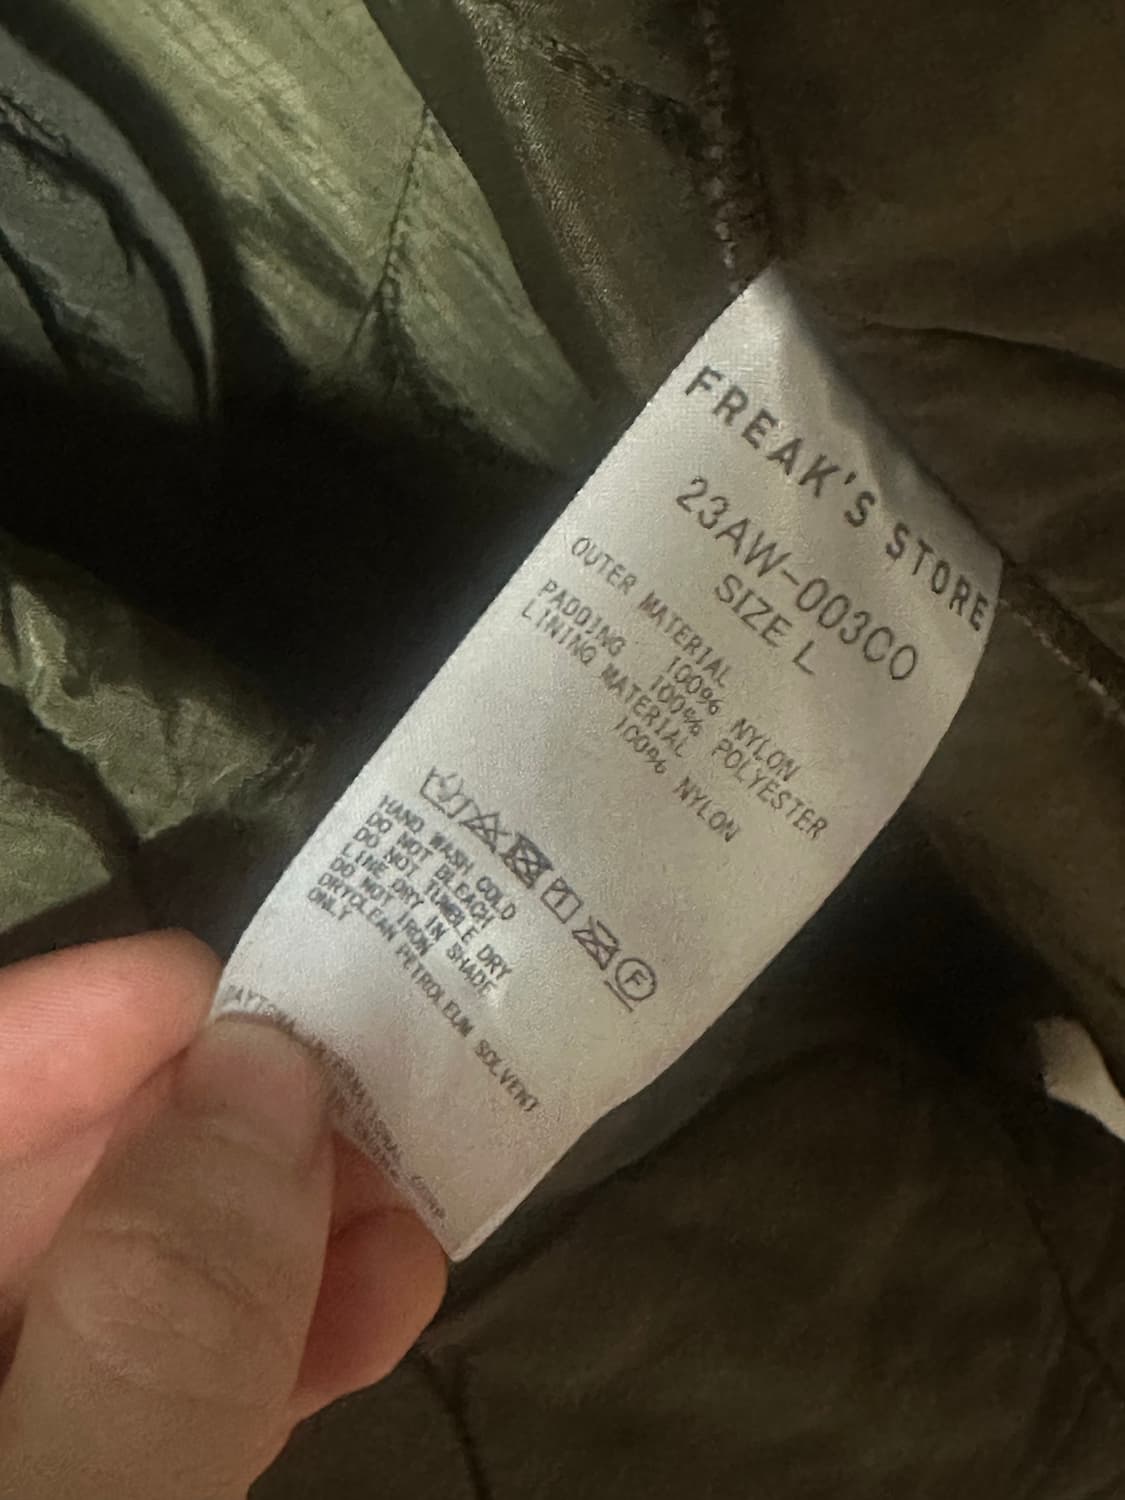 FREAK'S STORE
23AW-003CO
SIZE L
OUTER MATERIAL
100% NYLON
PADDING 100% POLYESTER
LINING MATERIAL
100% NYLON
F
HAND WASH COLD
DO NOT BLEACH
DO NOT TUMBLE DRY
LINE DRY IN SHADE
DO NOT IRON
DRYCLEAN PETROLEUM SOLVENT
ONLY